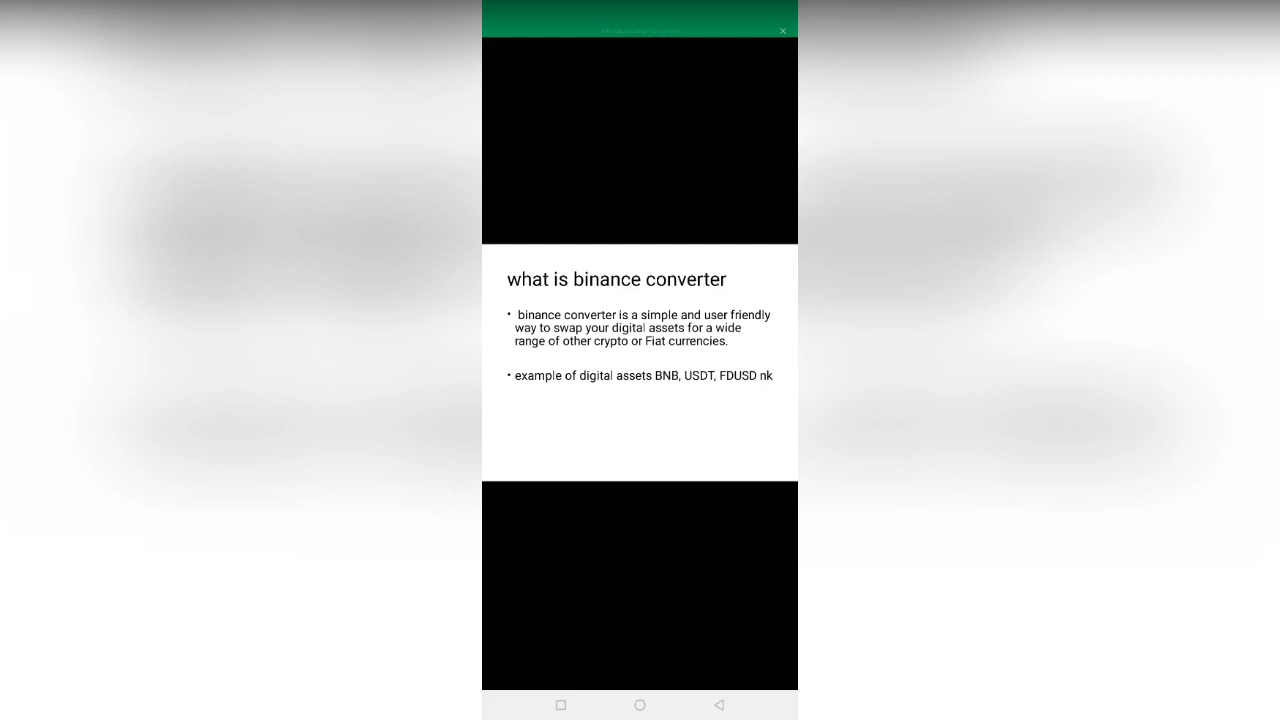 what is binance converter
• binance converter is a simple and user friendly
way to swap your digital assets for a wide
range of other crypto or Fiat currencies.
• example of digital assets BNB, USDT, FDUSD nk